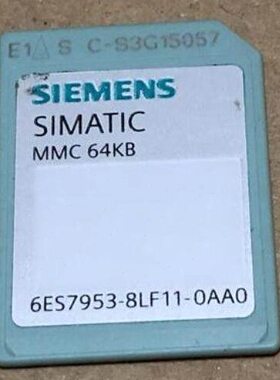 E1 S C-S3G15057
SIEMENS
SIMATIC
MMC 64KB
6ES7953-8LF11-0AA0